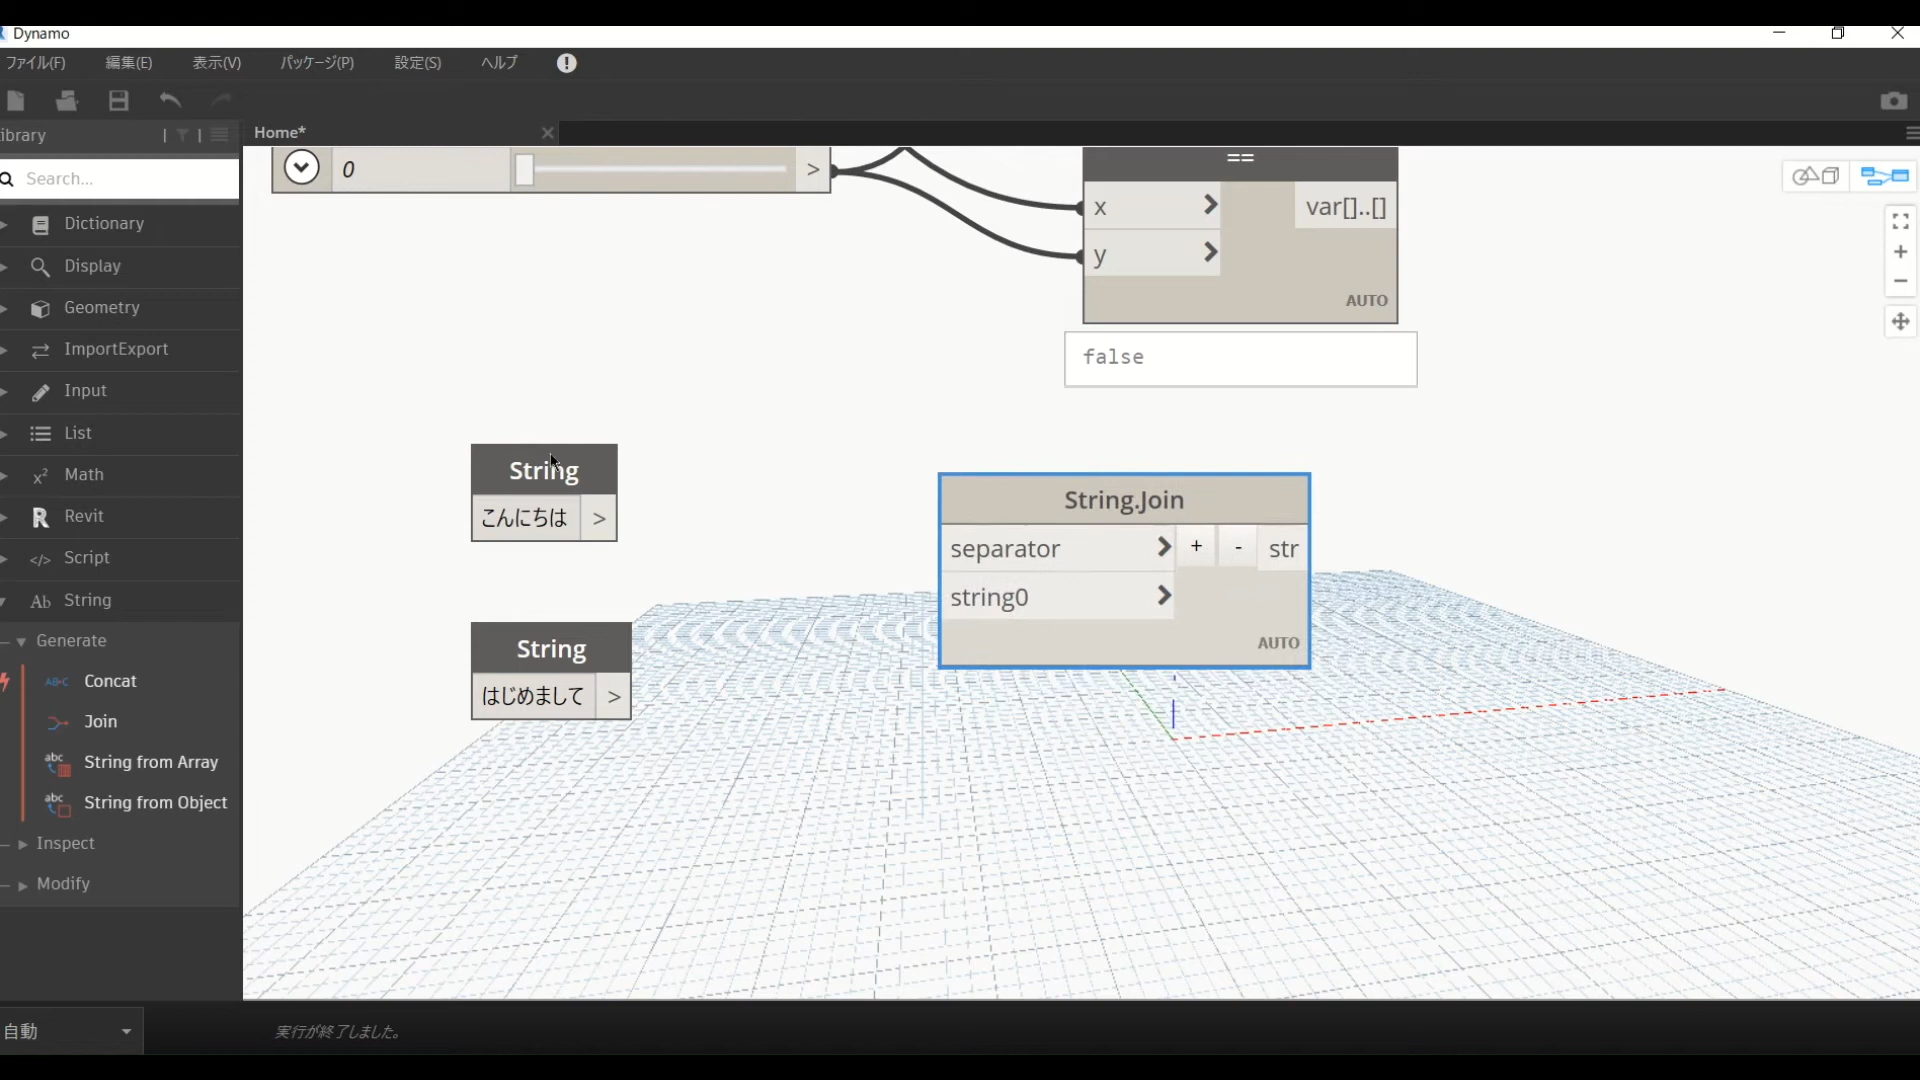 Dynamo
ファイル(F) 編集(E) 表示(V) パッケージ(P) 設定(S) ヘルプ
ibrary
Home*
Search...
Dictionary
Display
Geometry
ImportExport
Input
List
Math
Revit
Script
String
Generate
Concat
Join
String from Array
String from Object
Inspect
Modify
0 >
==
x var[]..[]
y
AUTO
false
String
こんにちは >
String
はじめまして >
String.Join
separator + - str
string0
AUTO
自動
実行が終了しました。